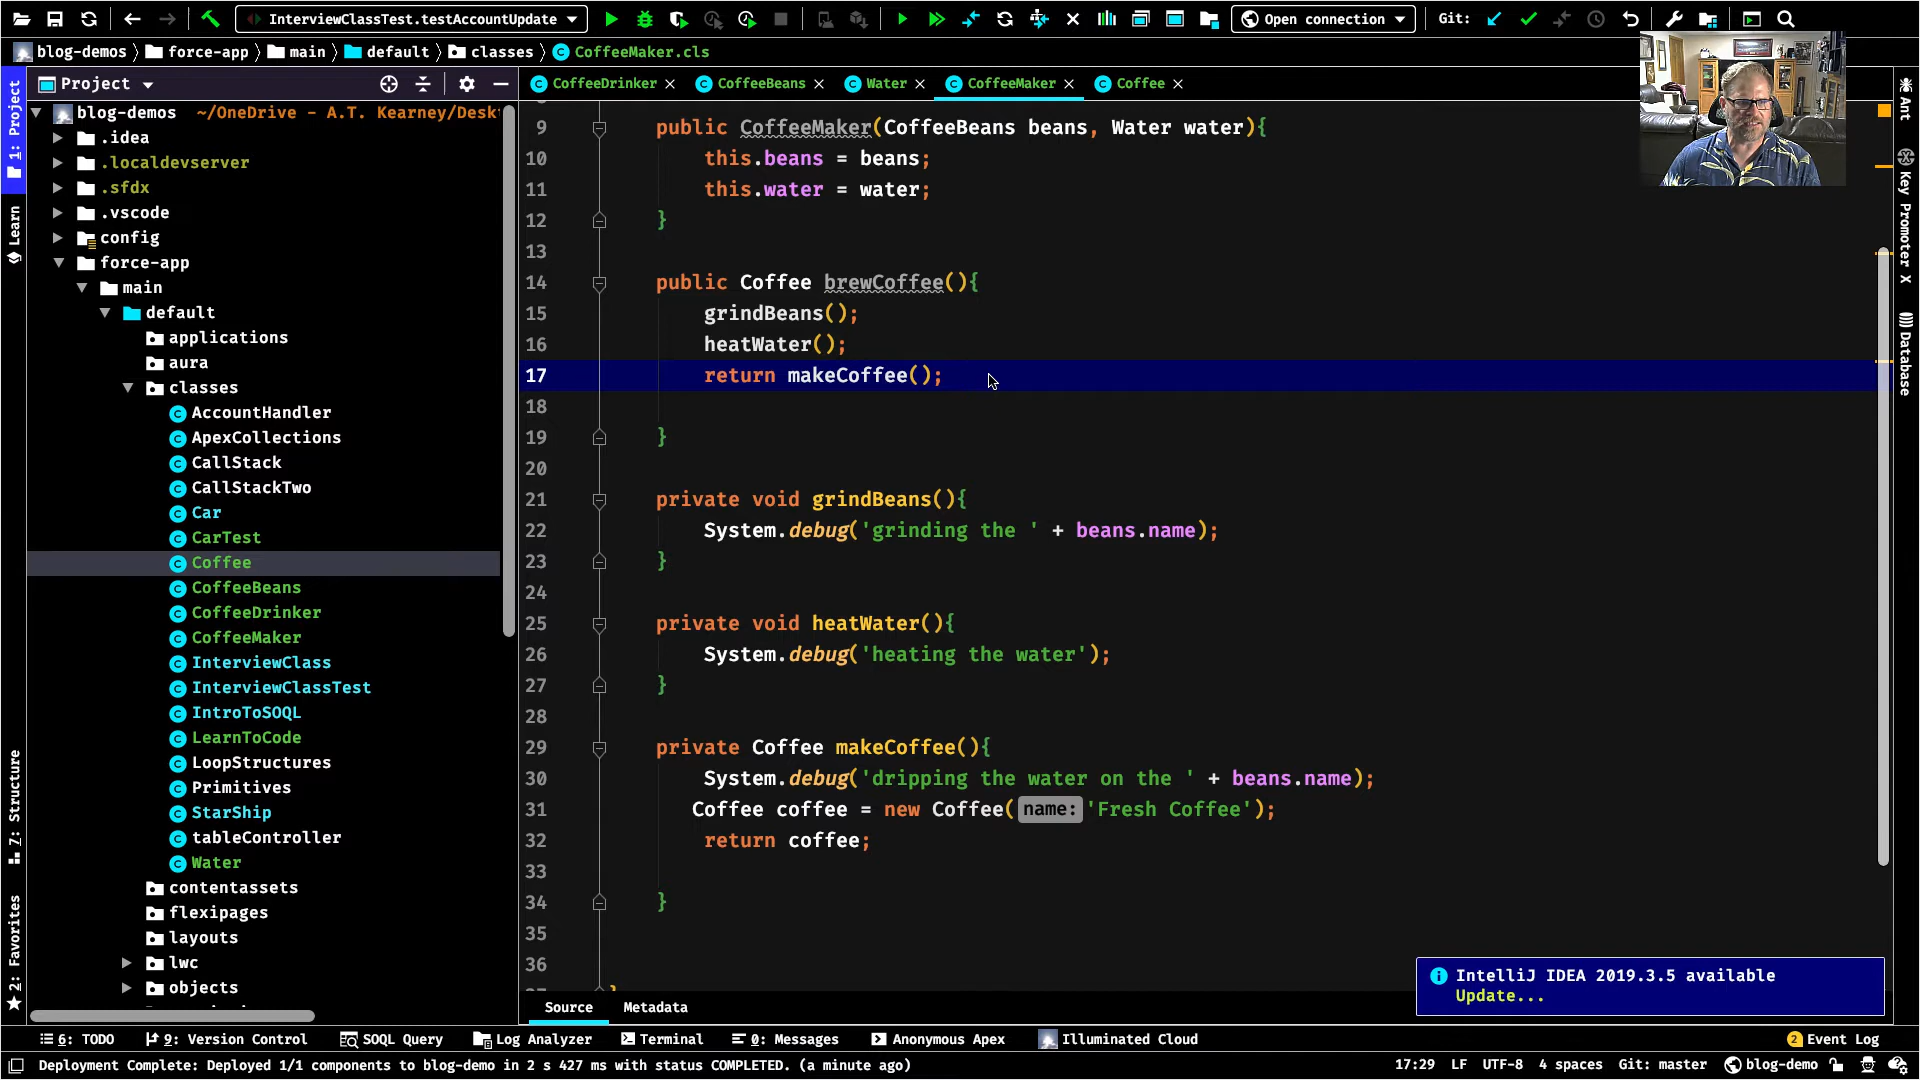 InterviewClassTest.testAccountUpdate
Open connection
Git:
blog-demos
force-app
main
default
classes
CoffeeMaker.cls
Project
CoffeeDrinker
CoffeeBeans
Water
CoffeeMaker
Coffee
1: Project
Learn
7: Structure
2: Favorites
blog-demos ~/OneDrive - A.T. Kearney/Desk
.idea
.localdevserver
.sfdx
.vscode
config
force-app
main
default
applications
aura
classes
AccountHandler
ApexCollections
CallStack
CallStackTwo
Car
CarTest
Coffee
CoffeeBeans
CoffeeDrinker
CoffeeMaker
InterviewClass
InterviewClassTest
IntroToSOQL
LearnToCode
LoopStructures
Primitives
StarShip
tableController
Water
contentassets
flexipages
layouts
lwc
objects
9 public CoffeeMaker(CoffeeBeans beans, Water water){
10 this.beans = beans;
11 this.water = water;
12 }
13
14 public Coffee brewCoffee(){
15 grindBeans();
16 heatWater();
17 return makeCoffee();
18
19 }
20
21 private void grindBeans(){
22 System.debug('grinding the ' + beans.name);
23 }
24
25 private void heatWater(){
26 System.debug('heating the water');
27 }
28
29 private Coffee makeCoffee(){
30 System.debug('dripping the water on the ' + beans.name);
31 Coffee coffee = new Coffee( name: 'Fresh Coffee');
32 return coffee;
33
34 }
35
36
Ant
Key Promoter X
Database
IntelliJ IDEA 2019.3.5 available
Update...
Source
Metadata
6: TODO
9: Version Control
SOQL Query
Log Analyzer
Terminal
0: Messages
Anonymous Apex
Illuminated Cloud
2 Event Log
Deployment Complete: Deployed 1/1 components to blog-demo in 2 s 427 ms with status COMPLETED. (a minute ago)
17:29
LF
UTF-8
4 spaces
Git: master
blog-demo